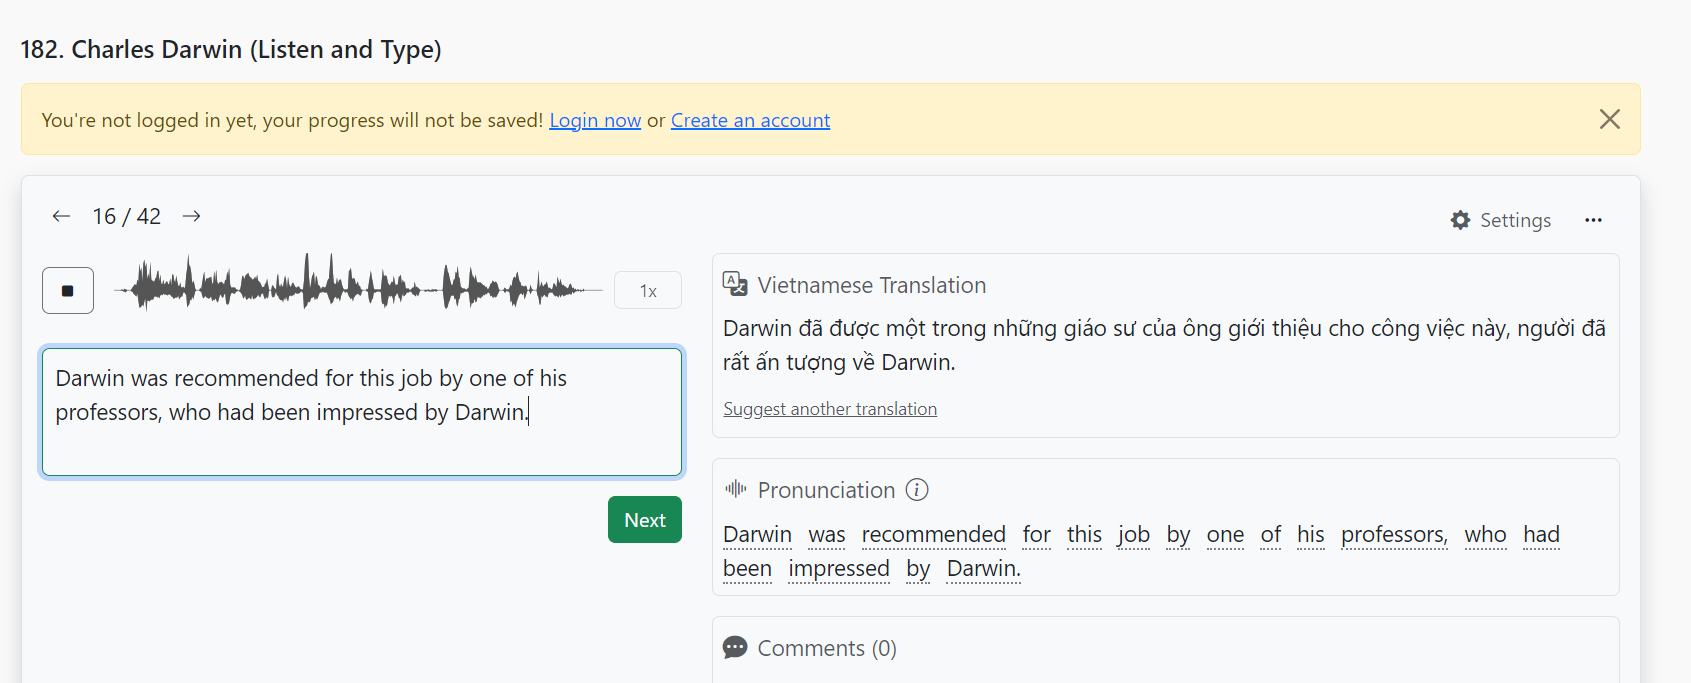 182. Charles Darwin (Listen and Type)
You're not logged in yet, your progress will not be saved! Login now or Create an account
16 / 42
Settings
1x
Darwin was recommended for this job by one of his
professors, who had been impressed by Darwin.
Next
Vietnamese Translation
Darwin đã được một trong những giáo sư của ông giới thiệu cho công việc này, người đã
rất ấn tượng về Darwin.
Suggest another translation
Pronunciation
Darwin was recommended for this job by one of his professors, who had
been impressed by Darwin.
Comments (0)